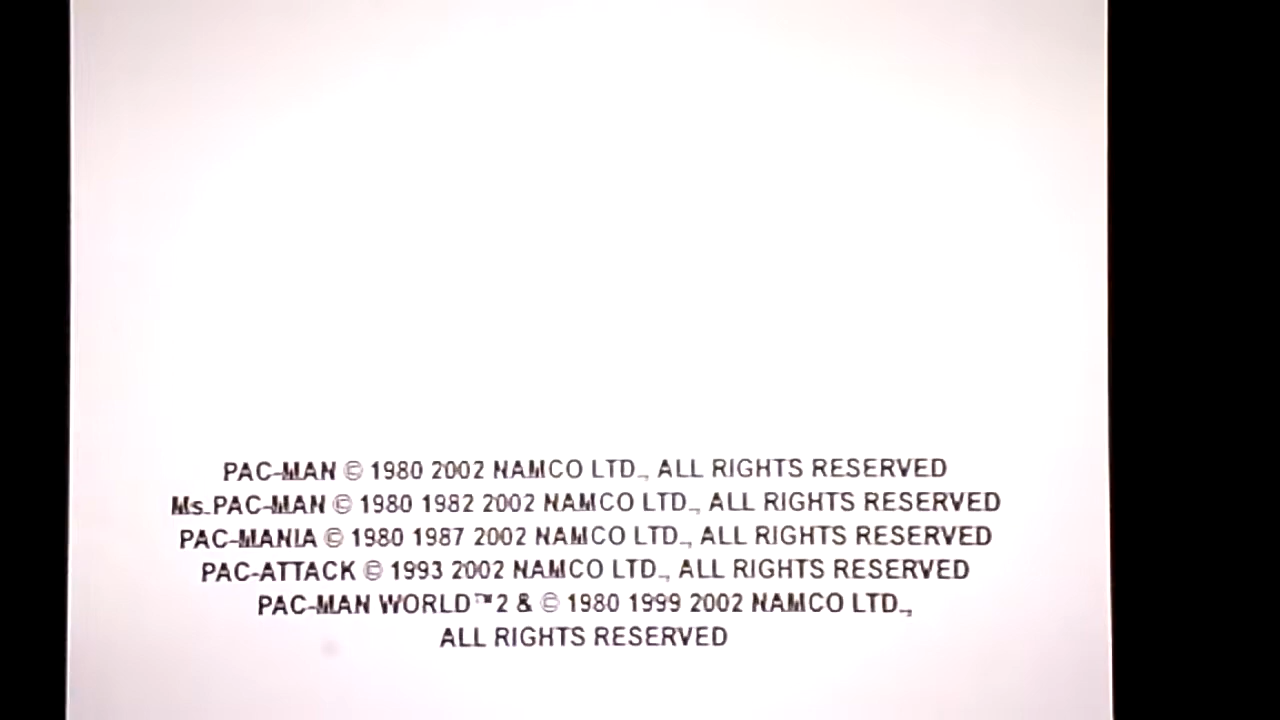 PAC-MAN © 1980 2002 NAMCO LTD., ALL RIGHTS RESERVED
Ms.PAC-MAN © 1980 1982 2002 NAMCO LTD., ALL RIGHTS RESERVED
PAC-MANIA © 1980 1987 2002 NAMCO LTD., ALL RIGHTS RESERVED
PAC-ATTACK © 1993 2002 NAMCO LTD., ALL RIGHTS RESERVED
PAC-MAN WORLD™2 & © 1980 1999 2002 NAMCO LTD.,
ALL RIGHTS RESERVED